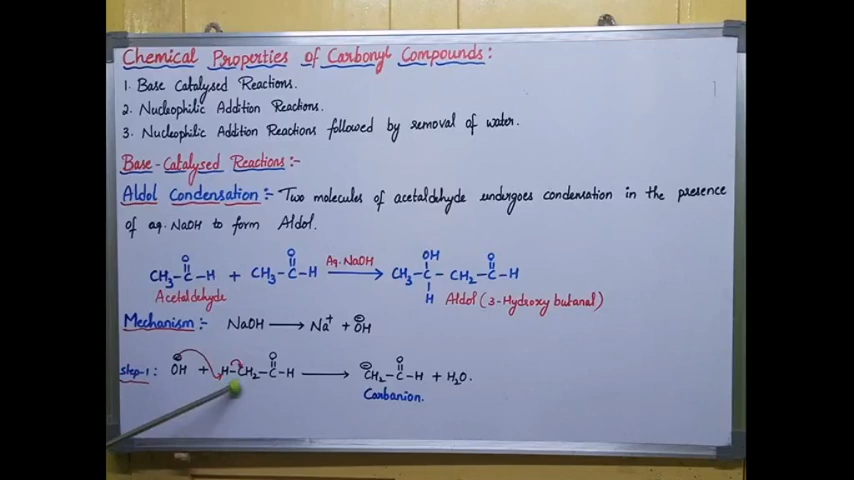 Chemical Properties of Carbonyl Compounds:
1. Base Catalysed Reactions.
2. Nucleophilic Addition Reactions.
3. Nucleophilic Addition Reactions followed by removal of water.
Base-Catalysed Reactions:-
Aldol Condensation:- Two molecules of acetaldehyde undergoes condensation in the presence
of aq. NaOH to form Aldol.
CH₃-C(=O)-H + CH₃-C(=O)-H —Aq. NaOH→ CH₃-C(OH)(H)-CH₂-C(=O)-H
Acetaldehyde Aldol (3-Hydroxy butanal)
Mechanism:- NaOH ⟶ Na⁺ + ⊖OH
Step-1: ⊖OH + H-CH₂-C(=O)-H ⟶ ⊖CH₂-C(=O)-H + H₂O.
Carbanion.